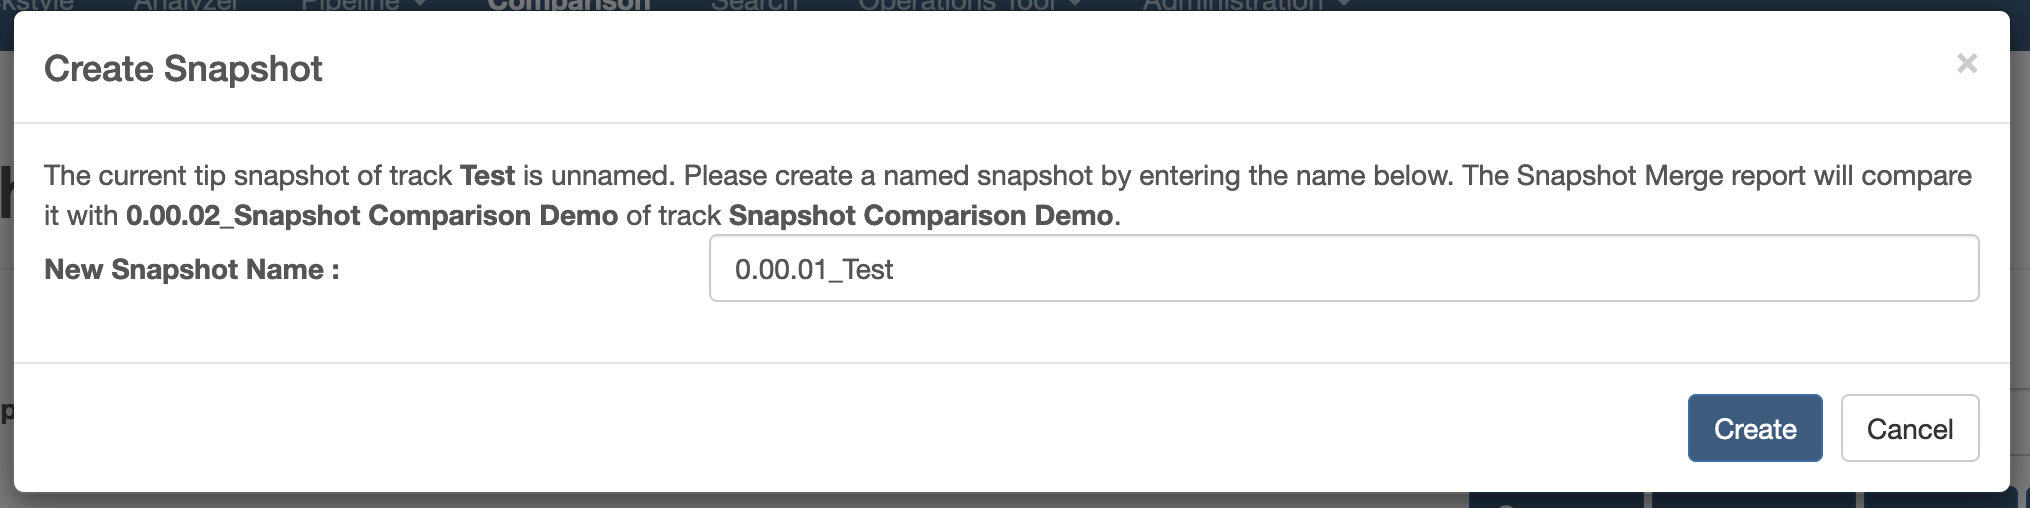 Analyzer Pipeline Comparison Search Operations Tool Administration
Create Snapshot ×
The current tip snapshot of track Test is unnamed. Please create a named snapshot by entering the name below. The Snapshot Merge report will compare
it with 0.00.02_Snapshot Comparison Demo of track Snapshot Comparison Demo.
New Snapshot Name : 0.00.01_Test
Create Cancel